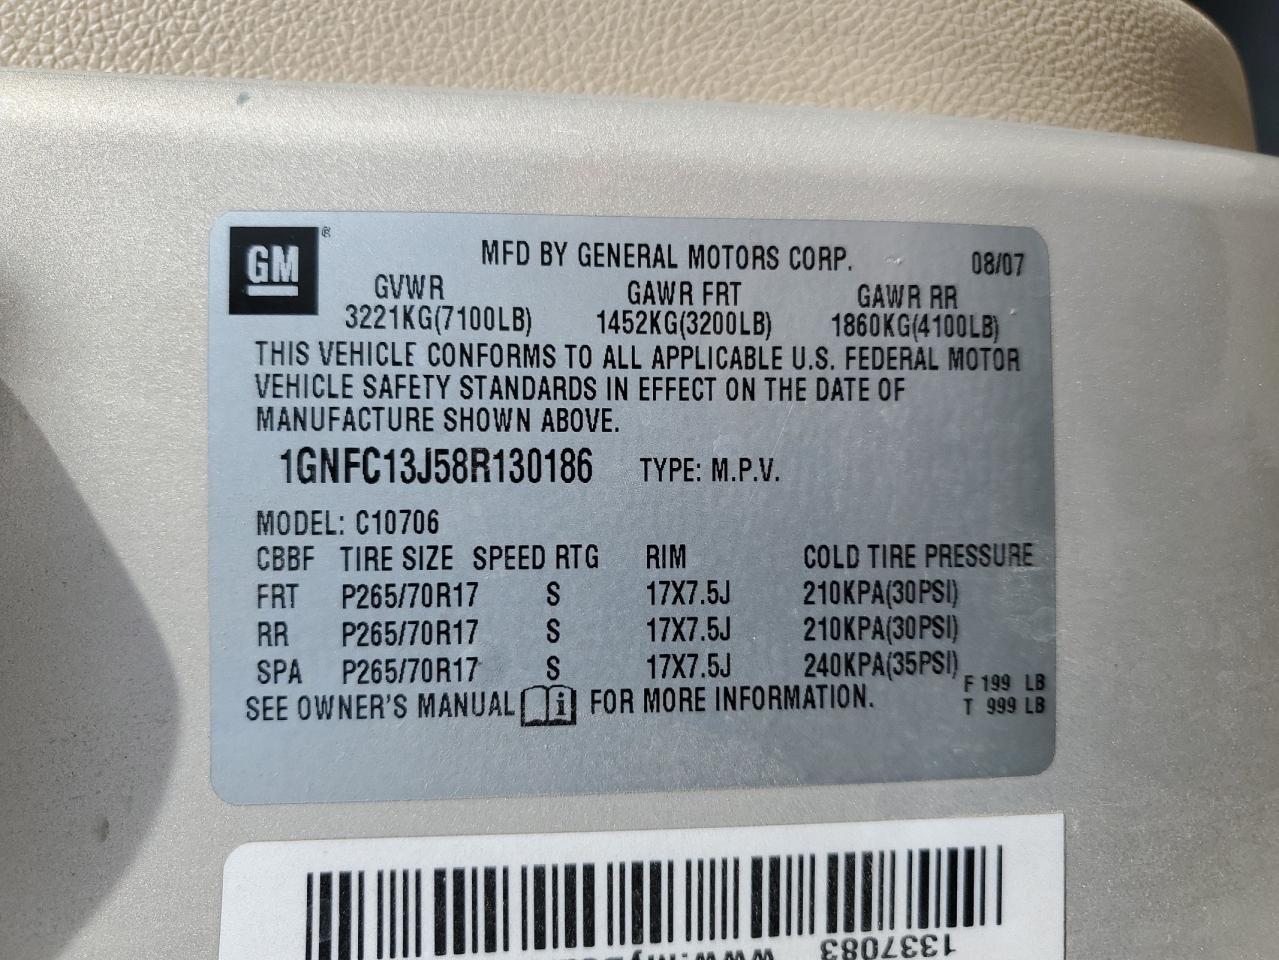 GM ®
MFD BY GENERAL MOTORS CORP. 08/07
GVWR GAWR FRT GAWR RR
3221KG(7100LB) 1452KG(3200LB) 1860KG(4100LB)
THIS VEHICLE CONFORMS TO ALL APPLICABLE U.S. FEDERAL MOTOR
VEHICLE SAFETY STANDARDS IN EFFECT ON THE DATE OF
MANUFACTURE SHOWN ABOVE.
1GNFC13J58R130186 TYPE: M.P.V.
MODEL: C10706
CBBF TIRE SIZE SPEED RTG RIM COLD TIRE PRESSURE
FRT P265/70R17 S 17X7.5J 210KPA(30PSI)
RR P265/70R17 S 17X7.5J 210KPA(30PSI)
SPA P265/70R17 S 17X7.5J 240KPA(35PSI)
F 199 LB
SEE OWNER'S MANUAL i FOR MORE INFORMATION. T 999 LB
1337083